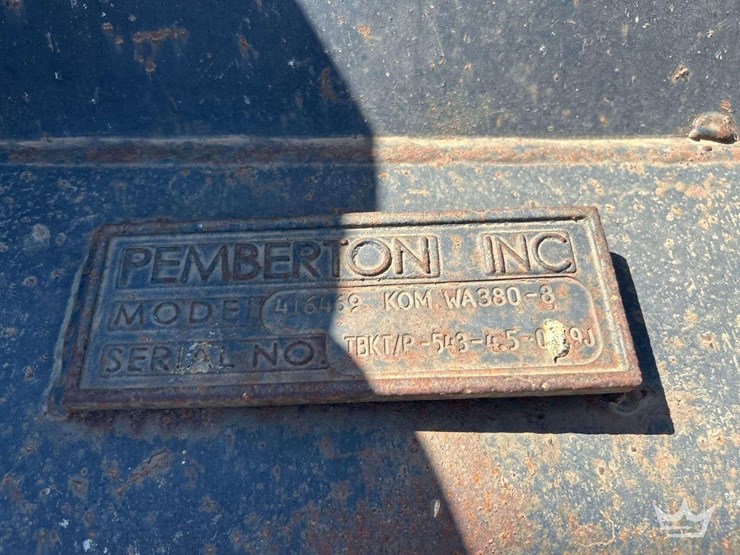 PEMBERTON INC
MODEL 416469 KOM WA380-8
SERIAL NO.